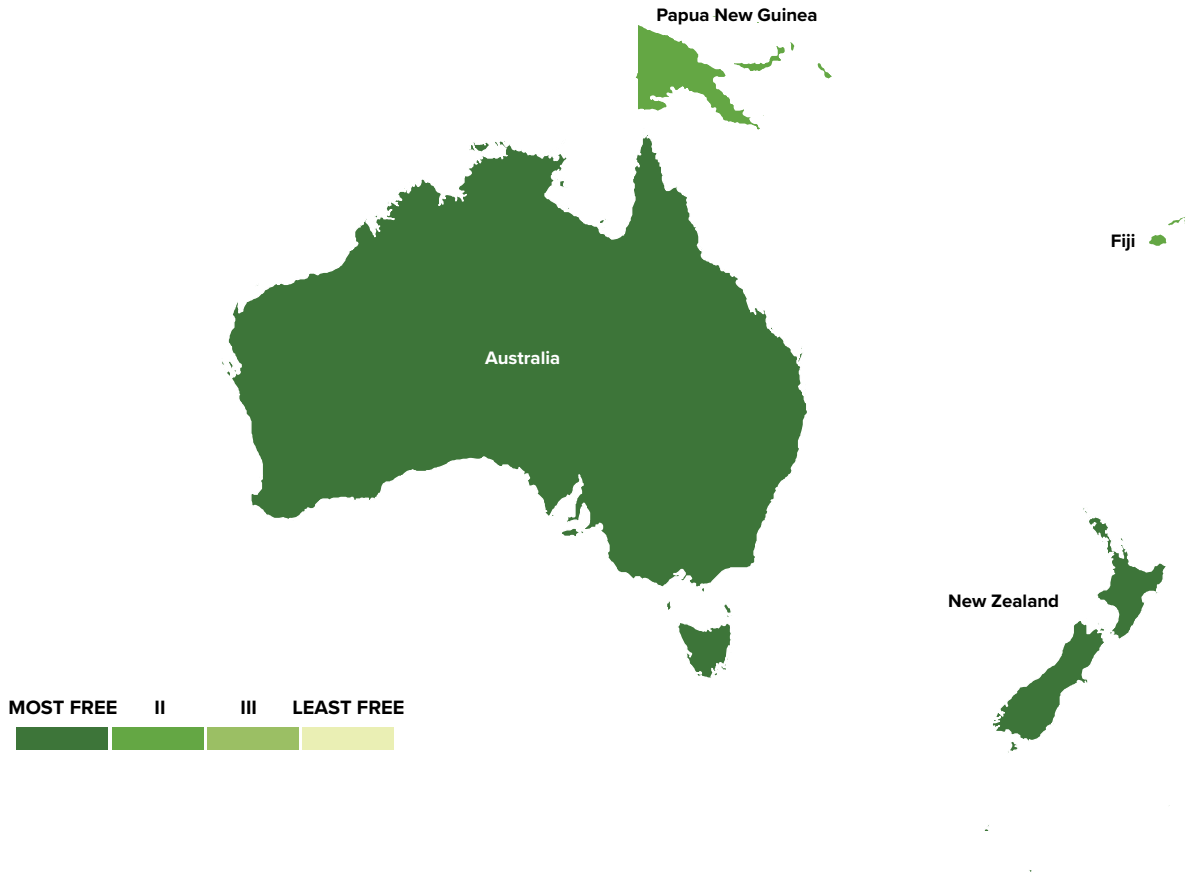 Papua New Guinea
Fiji
Australia
New Zealand
MOST FREE II III LEAST FREE